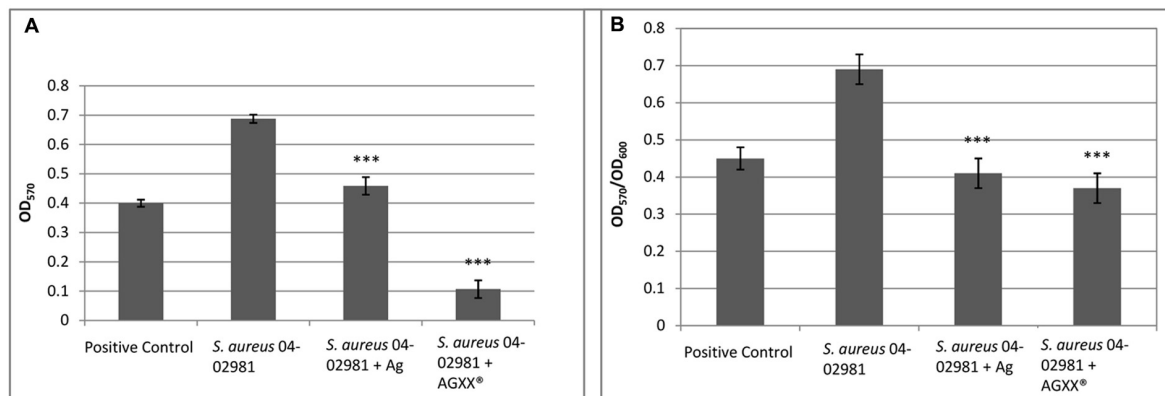 A
0.8
0.7
0.6
0.5
0.4
0.3
0.2
0.1
0
OD570
***
***
Positive Control
S. aureus 04-
02981
S. aureus 04-
02981 + Ag
S. aureus 04-
02981 +
AGXX®
B
0.8
0.7
0.6
0.5
0.4
0.3
0.2
0.1
0
OD570/OD600
***
***
Positive Control
S. aureus 04-
02981
S. aureus 04-
02981 + Ag
S. aureus 04-
02981 +
AGXX®